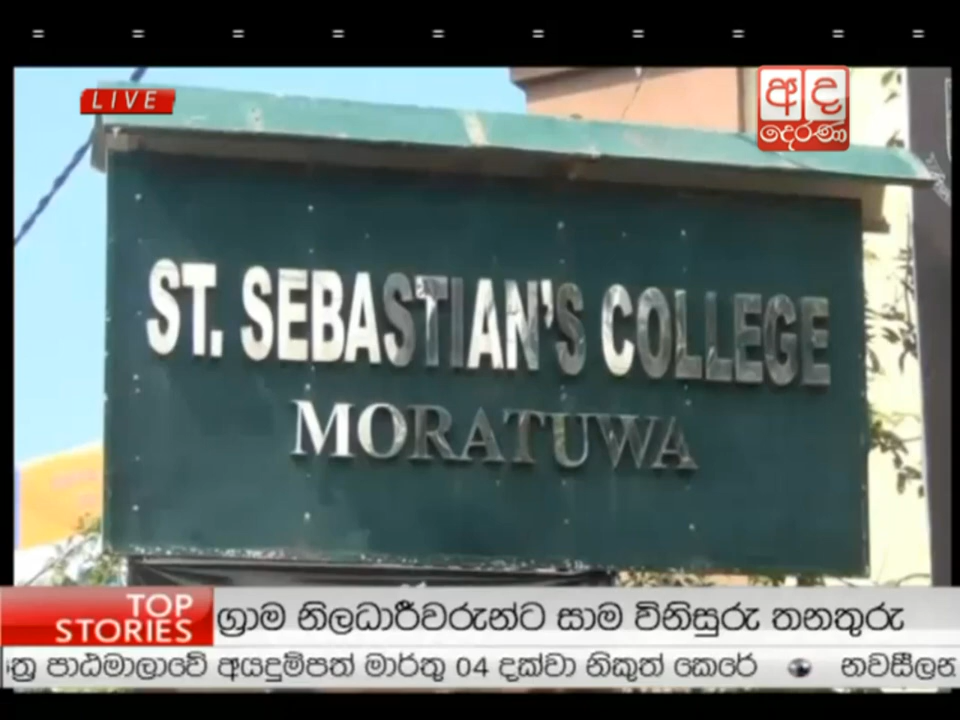 LIVE
අද
දෙරණ
ST. SEBASTIAN'S COLLEGE
MORATUWA
TOP
STORIES
ග්‍රාම නිලධාරීවරුන්ට සාම විනිසුරු තනතුරු
පාඨමාලාවේ අයදුම්පත් මාර්තු 04 දක්වා නිකුත් කෙරේ